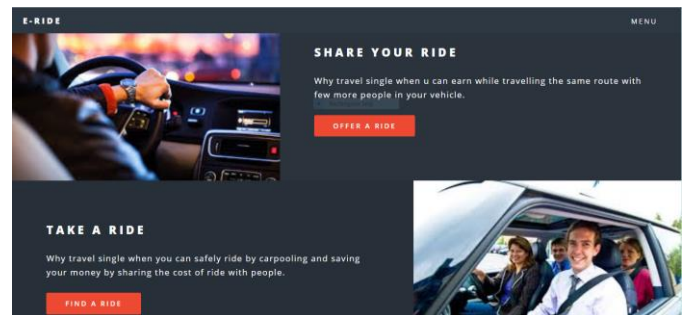 E-RIDE
MENU
SHARE YOUR RIDE
Why travel single when u can earn while travelling the same route with
few more people in your vehicle.
OFFER A RIDE
TAKE A RIDE
Why travel single when you can safely ride by carpooling and saving
your money by sharing the cost of ride with people.
FIND A RIDE